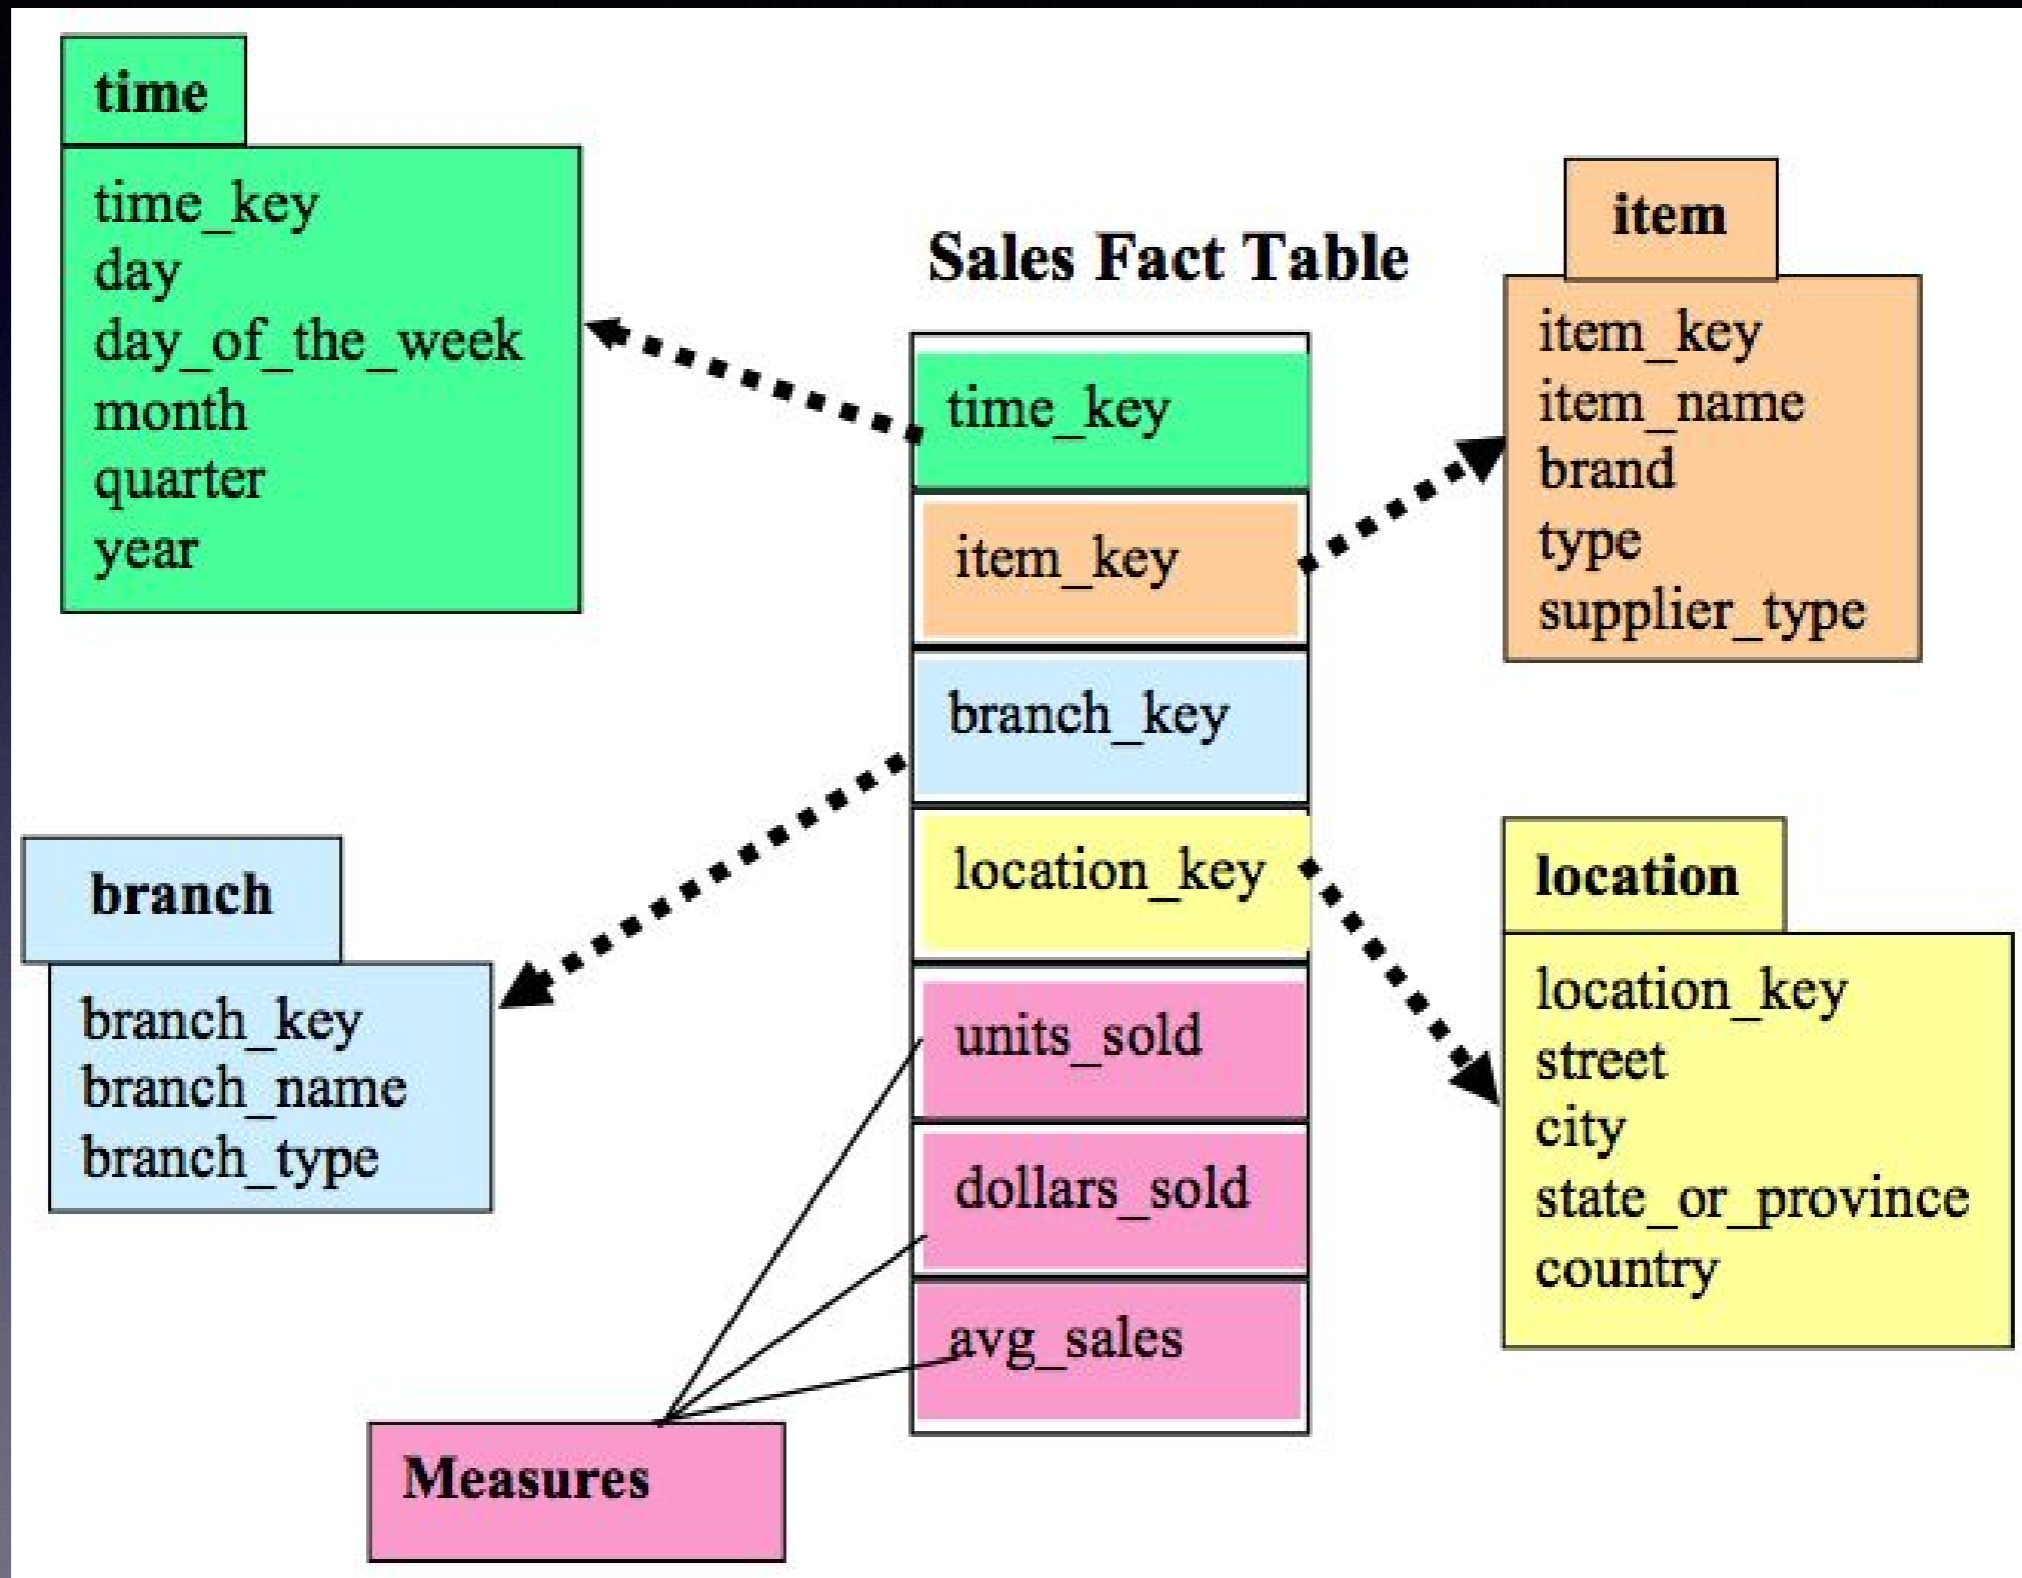 time
time_key
day
day_of_the_week
month
quarter
year
Sales Fact Table
time_key
item_key
branch_key
location_key
units_sold
dollars_sold
avg_sales
item
item_key
item_name
brand
type
supplier_type
branch
branch_key
branch_name
branch_type
location
location_key
street
city
state_or_province
country
Measures